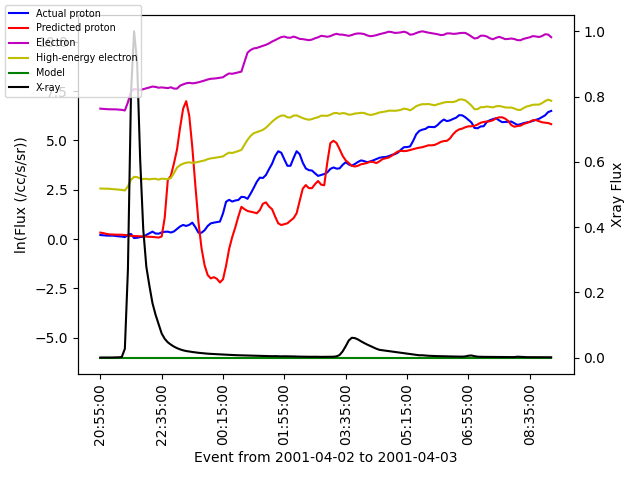 Actual proton
Predicted proton
Electron
High-energy electron
Model
X-ray
7.5
5.0
2.5
0.0
−2.5
−5.0
ln(Flux (/cc/s/sr))
1.0
0.8
0.6
0.4
0.2
0.0
Xray Flux
20:55:00
22:35:00
00:15:00
01:55:00
03:35:00
05:15:00
06:55:00
08:35:00
Event from 2001-04-02 to 2001-04-03